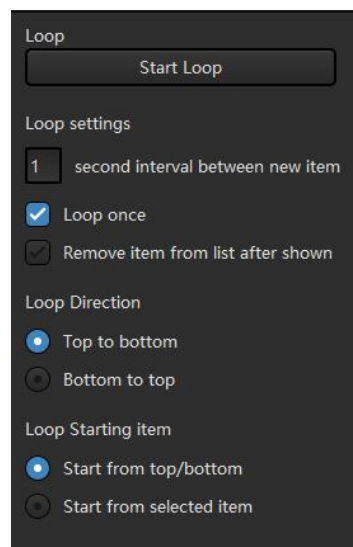 Loop
Start Loop
Loop settings
1 second interval between new item
Loop once
Remove item from list after shown
Loop Direction
Top to bottom
Bottom to top
Loop Starting item
Start from top/bottom
Start from selected item